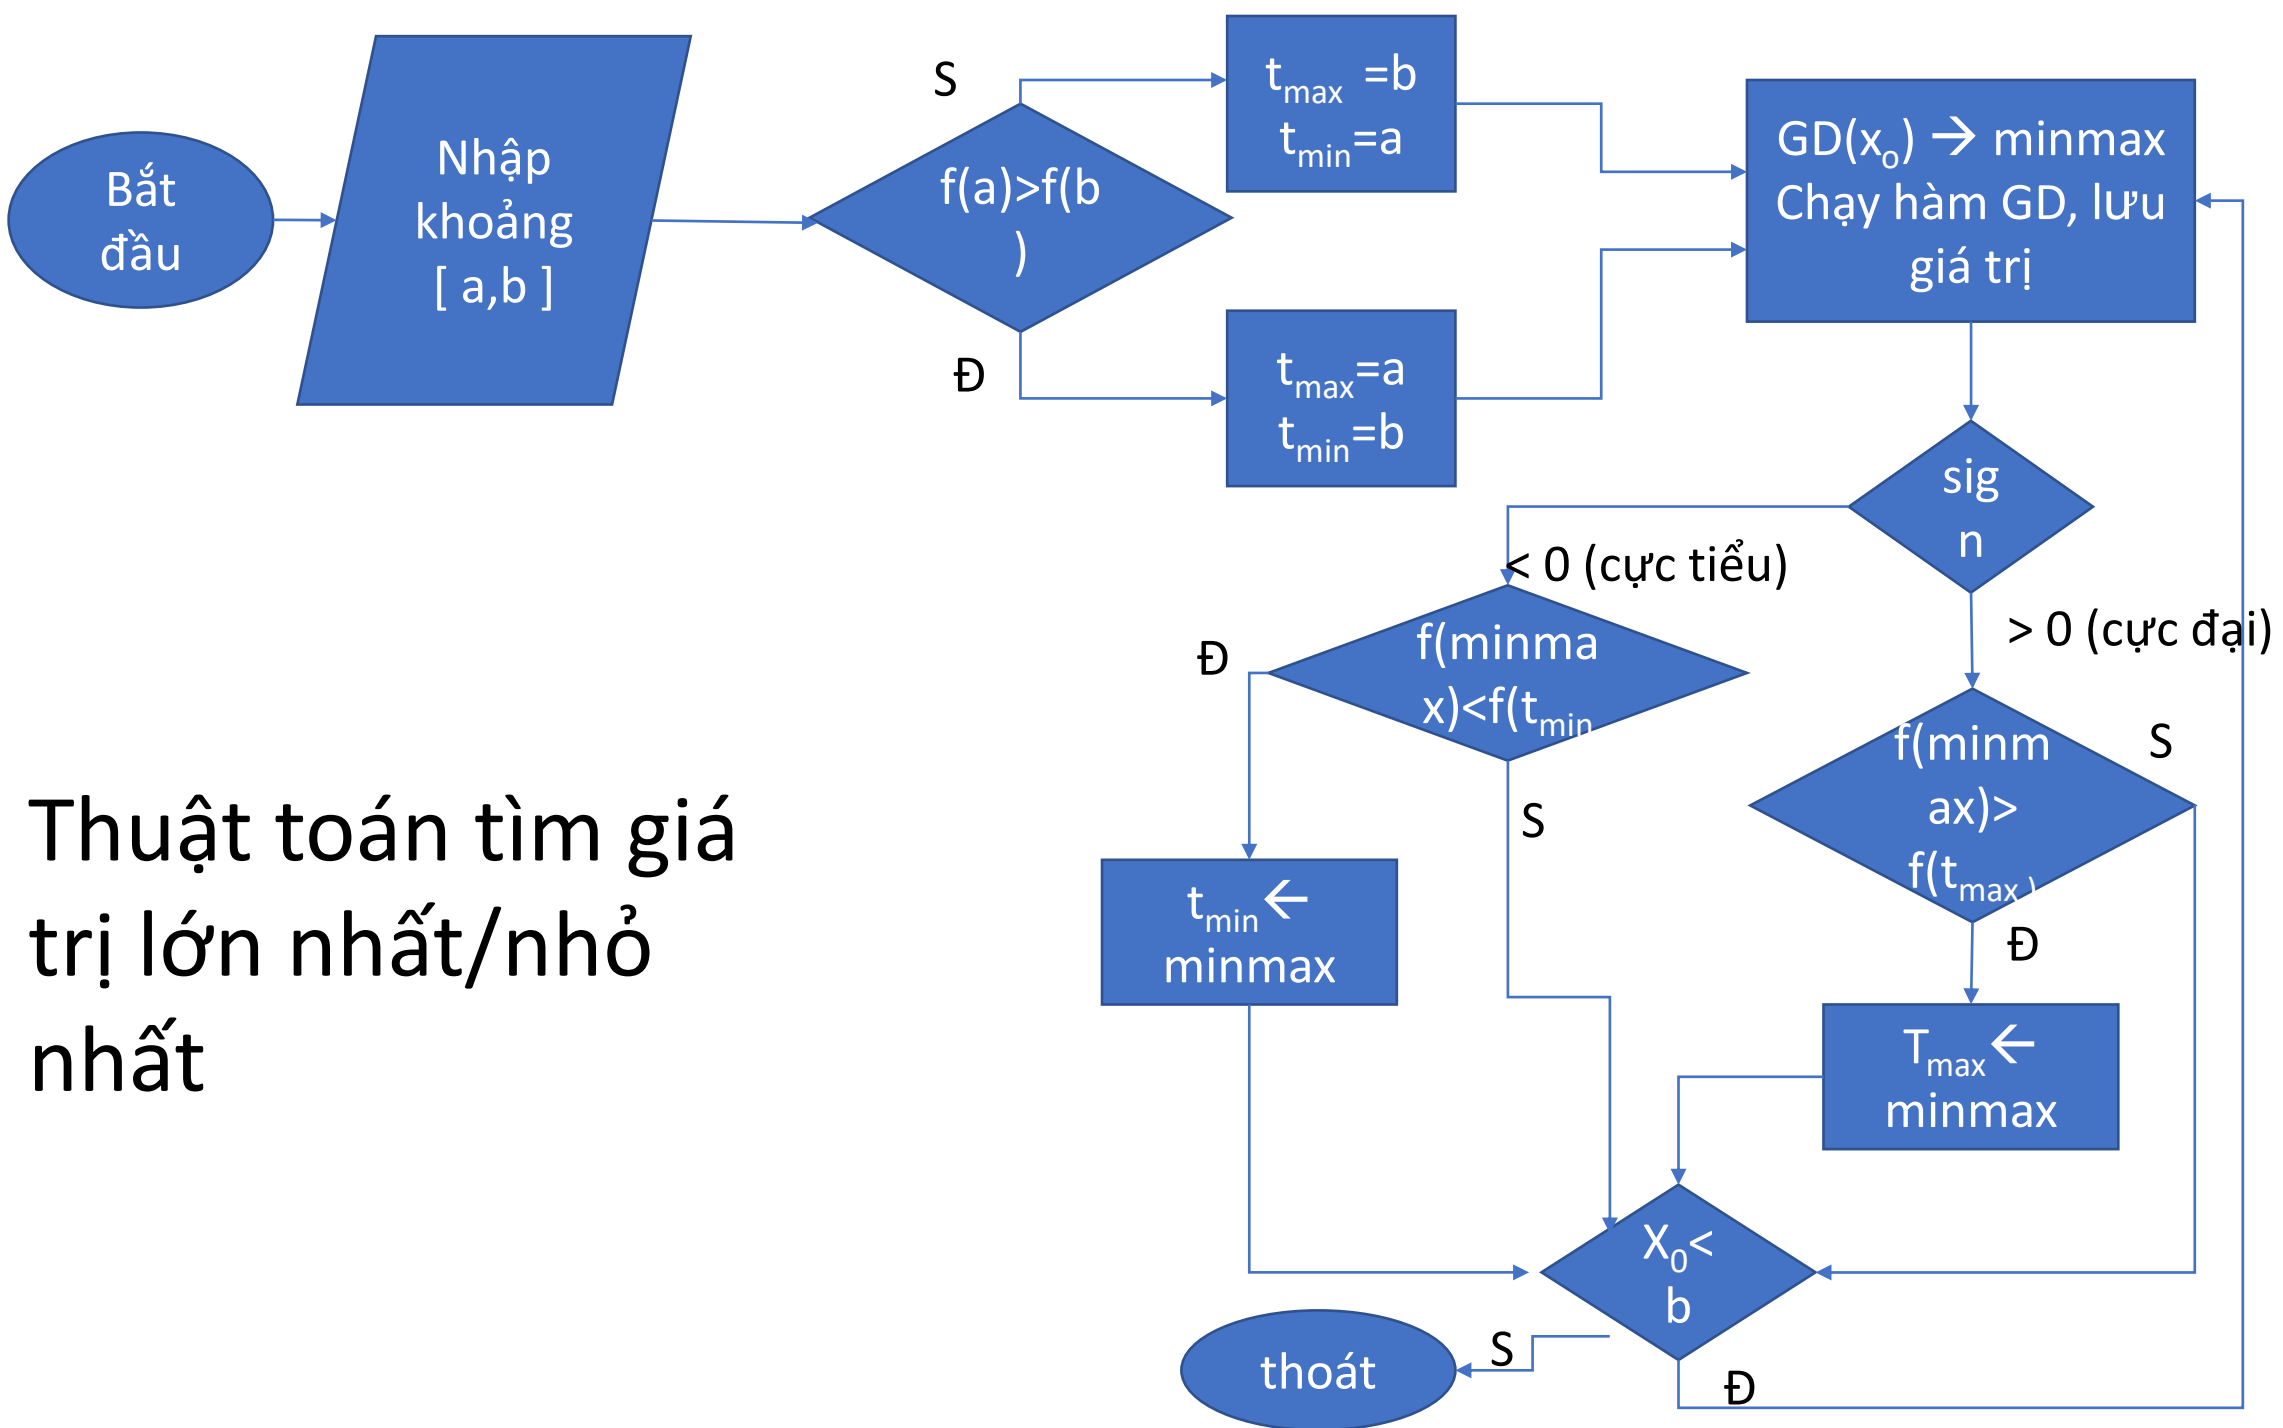 Bắt
đầu
Nhập
khoảng
[ a,b ]
S
f(a)>f(b
)
Đ
tmax =b
tmin=a
tmax=a
tmin=b
GD(xo) → minmax
Chạy hàm GD, lưu
giá trị
sig
n
< 0 (cực tiểu)
> 0 (cực đại)
Đ
f(minma
x)<f(tmin
S
f(minm
ax)>
f(tmax )
S
Đ
tmin←
minmax
Tmax←
minmax
X0<
b
S
Đ
thoát
Thuật toán tìm giá
trị lớn nhất/nhỏ
nhất